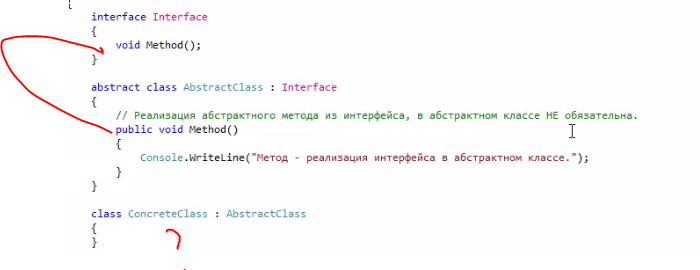 {
interface Interface
{
void Method();
}
abstract class AbstractClass : Interface
{
// Реализация абстрактного метода из интерфейса, в абстрактном классе НЕ обязательна.
public void Method()
{
Console.WriteLine("Метод - реализация интерфейса в абстрактном классе.");
}
}
class ConcreteClass : AbstractClass
{
}